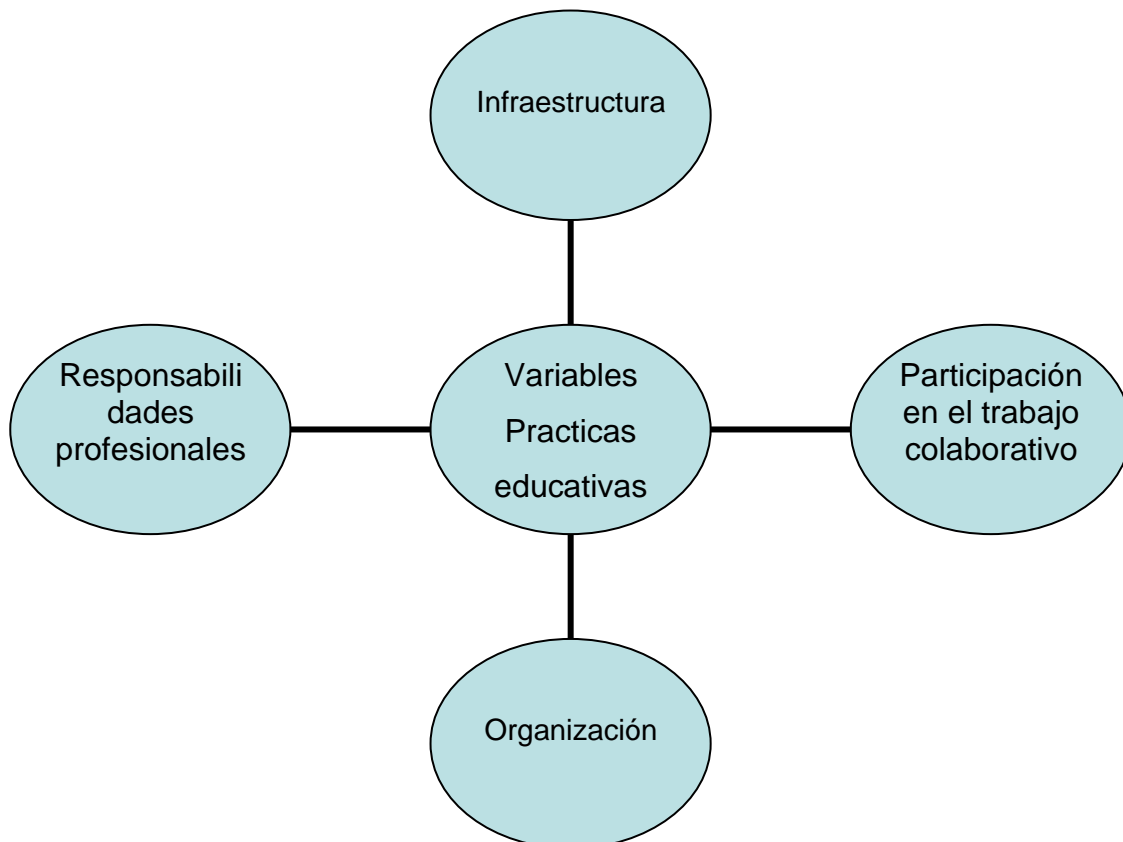 Infraestructura
Responsabili
dades
profesionales
Variables
Practicas
educativas
Participación
en el trabajo
colaborativo
Organización